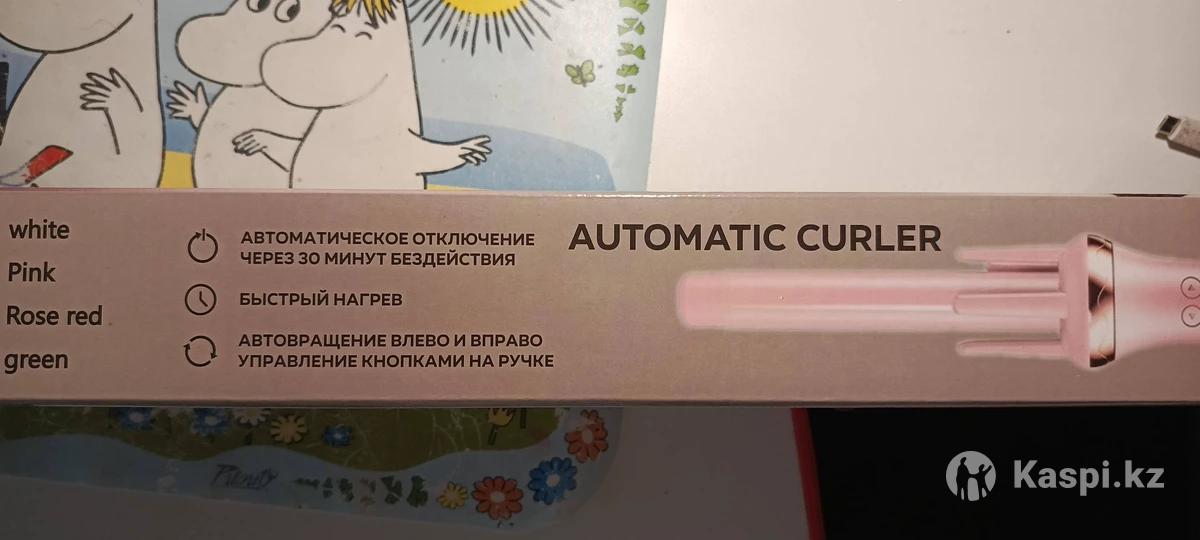 white
Pink
Rose red
green
АВТОМАТИЧЕСКОЕ ОТКЛЮЧЕНИЕ
ЧЕРЕЗ 30 МИНУТ БЕЗДЕЙСТВИЯ
БЫСТРЫЙ НАГРЕВ
АВТОВРАЩЕНИЕ ВЛЕВО И ВПРАВО
УПРАВЛЕНИЕ КНОПКАМИ НА РУЧКЕ
AUTOMATIC CURLER
Kaspi.kz